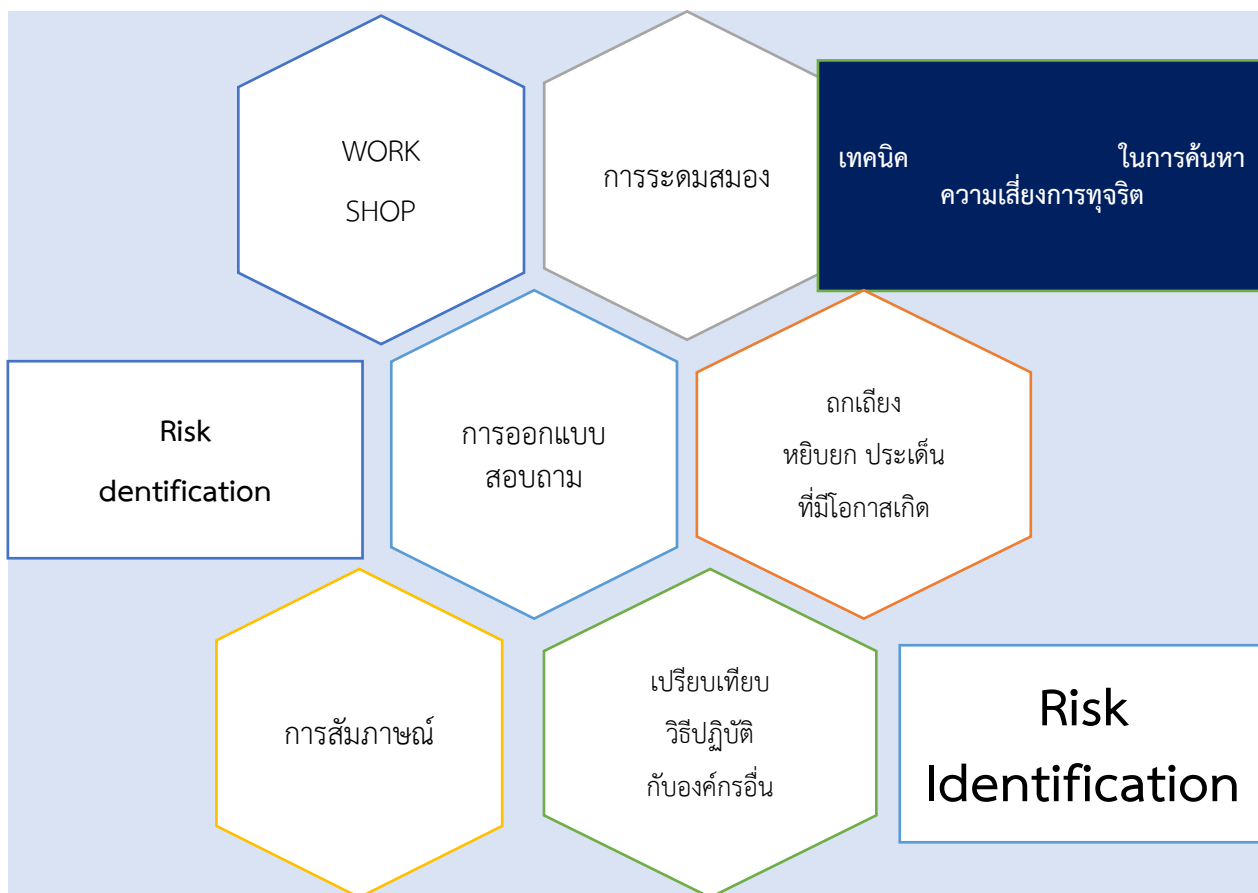 WORK
SHOP
การระดมสมอง
เทคนิค ในการค้นหา
ความเสี่ยงการทุจริต
Risk
dentification
การออกแบบ
สอบถาม
ถกเถียง
หยิบยก ประเด็น
ที่มีโอกาสเกิด
การสัมภาษณ์
เปรียบเทียบ
วิธีปฏิบัติ
กับองค์กรอื่น
Risk
Identification